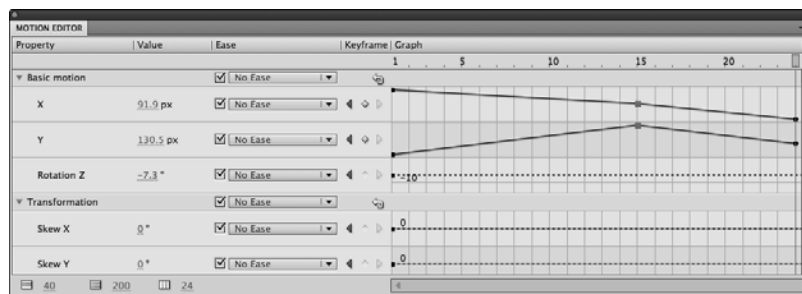 MOTION EDITOR
Property Value Ease Keyframe Graph
1 5 10 15 20
Basic motion No Ease
X 91.9 px No Ease
Y 130.5 px No Ease
Rotation Z -7.3 ° No Ease -10
Transformation No Ease
Skew X 0 ° No Ease 0
Skew Y 0 ° No Ease 0
40 200 24